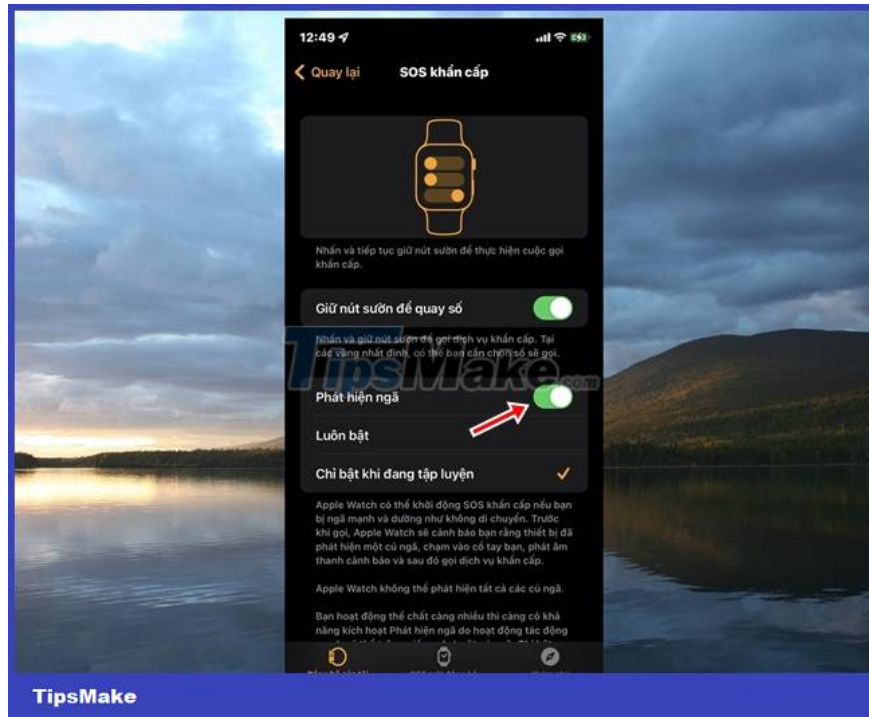 12:49
Quay lại
SOS khẩn cấp
Nhấn và tiếp tục giữ nút sườn để thực hiện cuộc gọi
khẩn cấp.
Giữ nút sườn để quay số
Nhấn và giữ nút sườn để gọi dịch vụ khẩn cấp. Tại
các vùng nhất định, có thể bạn cần chọn số sẽ gọi.
TipsMake.com
Phát hiện ngã
Luôn bật
Chỉ bật khi đang tập luyện
Apple Watch có thể khởi động SOS khẩn cấp nếu bạn
bị ngã mạnh và dường như không di chuyển. Trước
khi gọi, Apple Watch sẽ cảnh báo bạn rằng thiết bị đã
phát hiện một cú ngã, chạm vào cổ tay bạn, phát âm
thanh cảnh báo và sau đó gọi dịch vụ khẩn cấp.
Apple Watch không thể phát hiện tất cả các cú ngã.
Bạn hoạt động thể chất càng nhiều thì càng có khả
năng kích hoạt Phát hiện ngã do hoạt động tác động
TipsMake